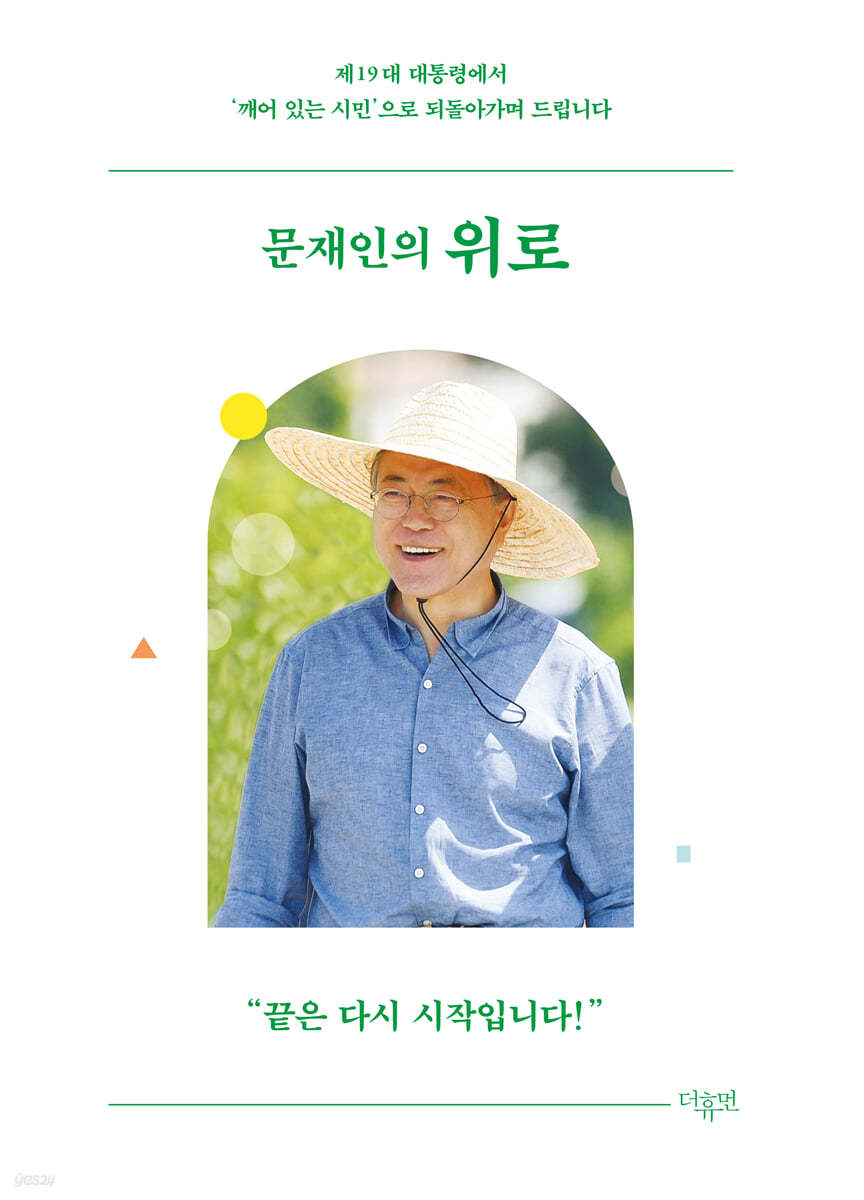 제19대 대통령에서
‘깨어 있는 시민’으로 되돌아가며 드립니다
문재인의 위로
“끝은 다시 시작입니다!”
더휴먼
yes24